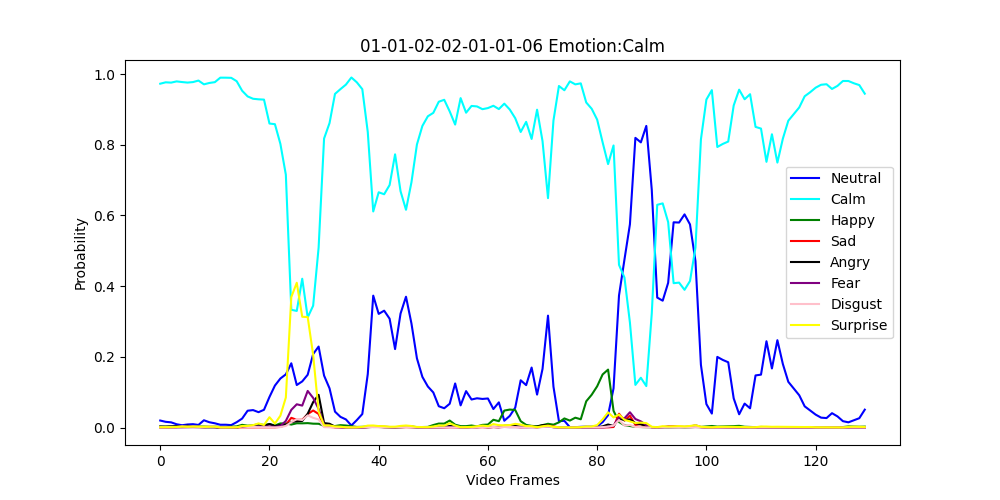 01-01-02-02-01-01-06 Emotion:Calm
Probability
1.0
0.8
0.6
0.4
0.2
0.0
Neutral
Calm
Happy
Sad
Angry
Fear
Disgust
Surprise
0 20 40 60 80 100 120
Video Frames